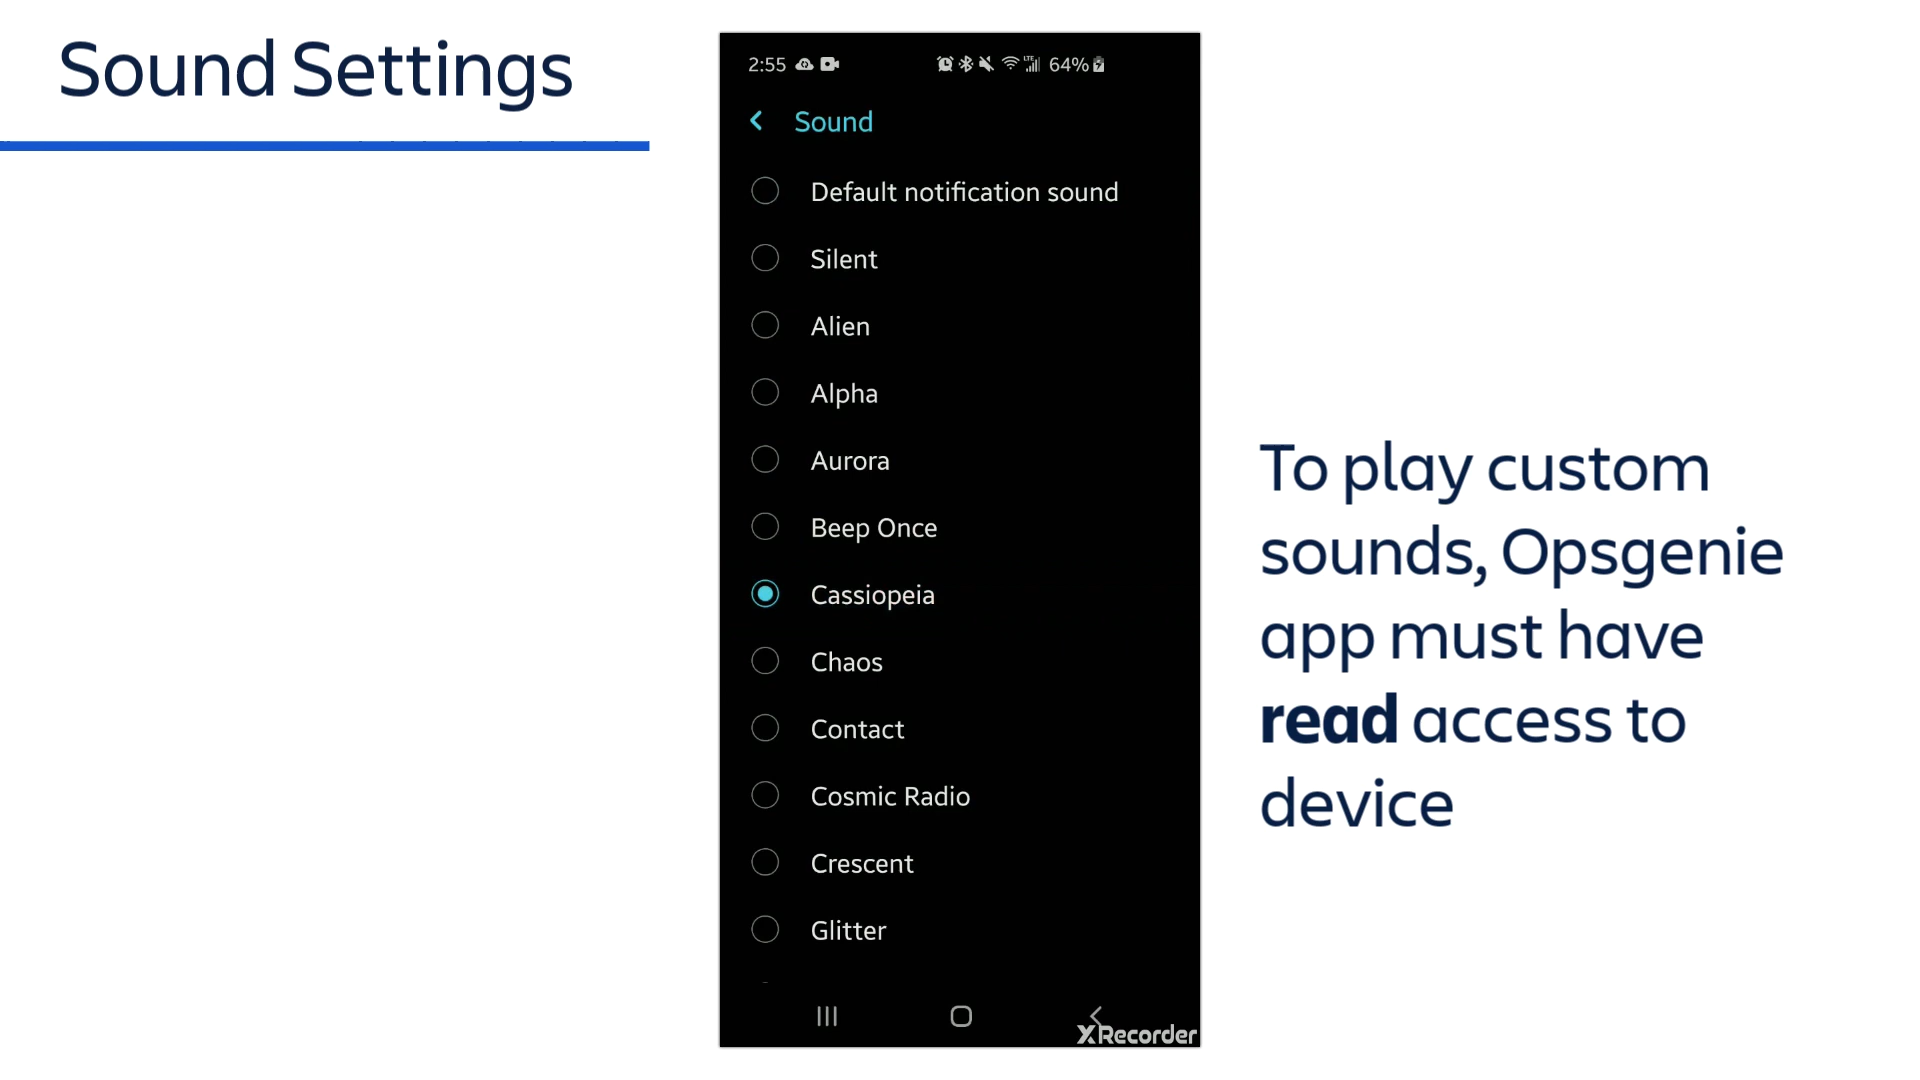 Sound Settings
2:55
LTE
64%
Sound
Default notification sound
Silent
Alien
Alpha
Aurora
Beep Once
Cassiopeia
Chaos
Contact
Cosmic Radio
Crescent
Glitter
XRecorder
To play custom
sounds, Opsgenie
app must have
read access to
device